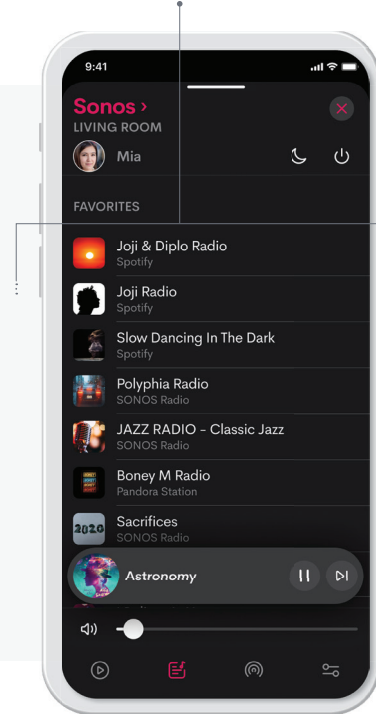 9:41
Sonos ›
LIVING ROOM
Mia
FAVORITES
Joji & Diplo Radio
Spotify
Joji Radio
Spotify
Slow Dancing In The Dark
Spotify
Polyphia Radio
SONOS Radio
JAZZ RADIO - Classic Jazz
SONOS Radio
Boney M Radio
Pandora Station
2020
Sacrifices
SONOS Radio
Astronomy